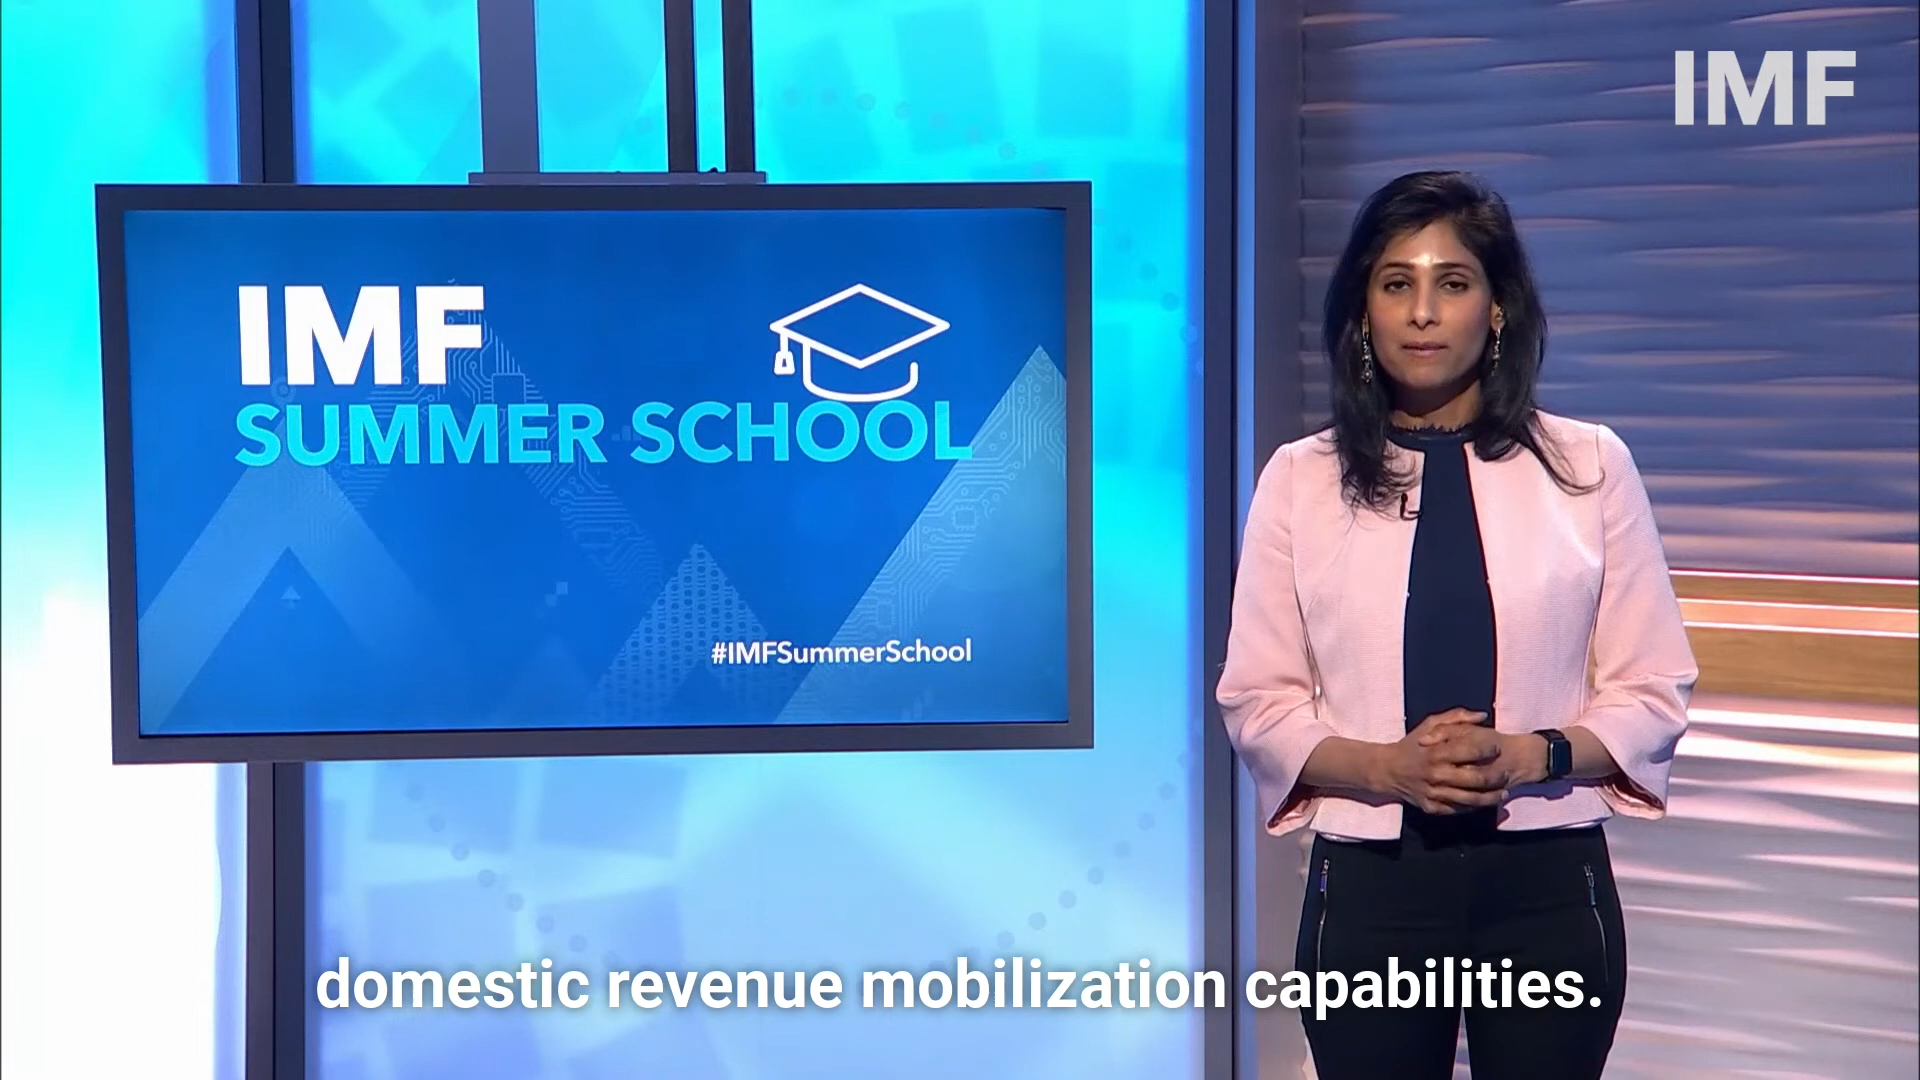 IMF
IMF
SUMMER SCHOOL
#IMFSummerSchool
domestic revenue mobilization capabilities.